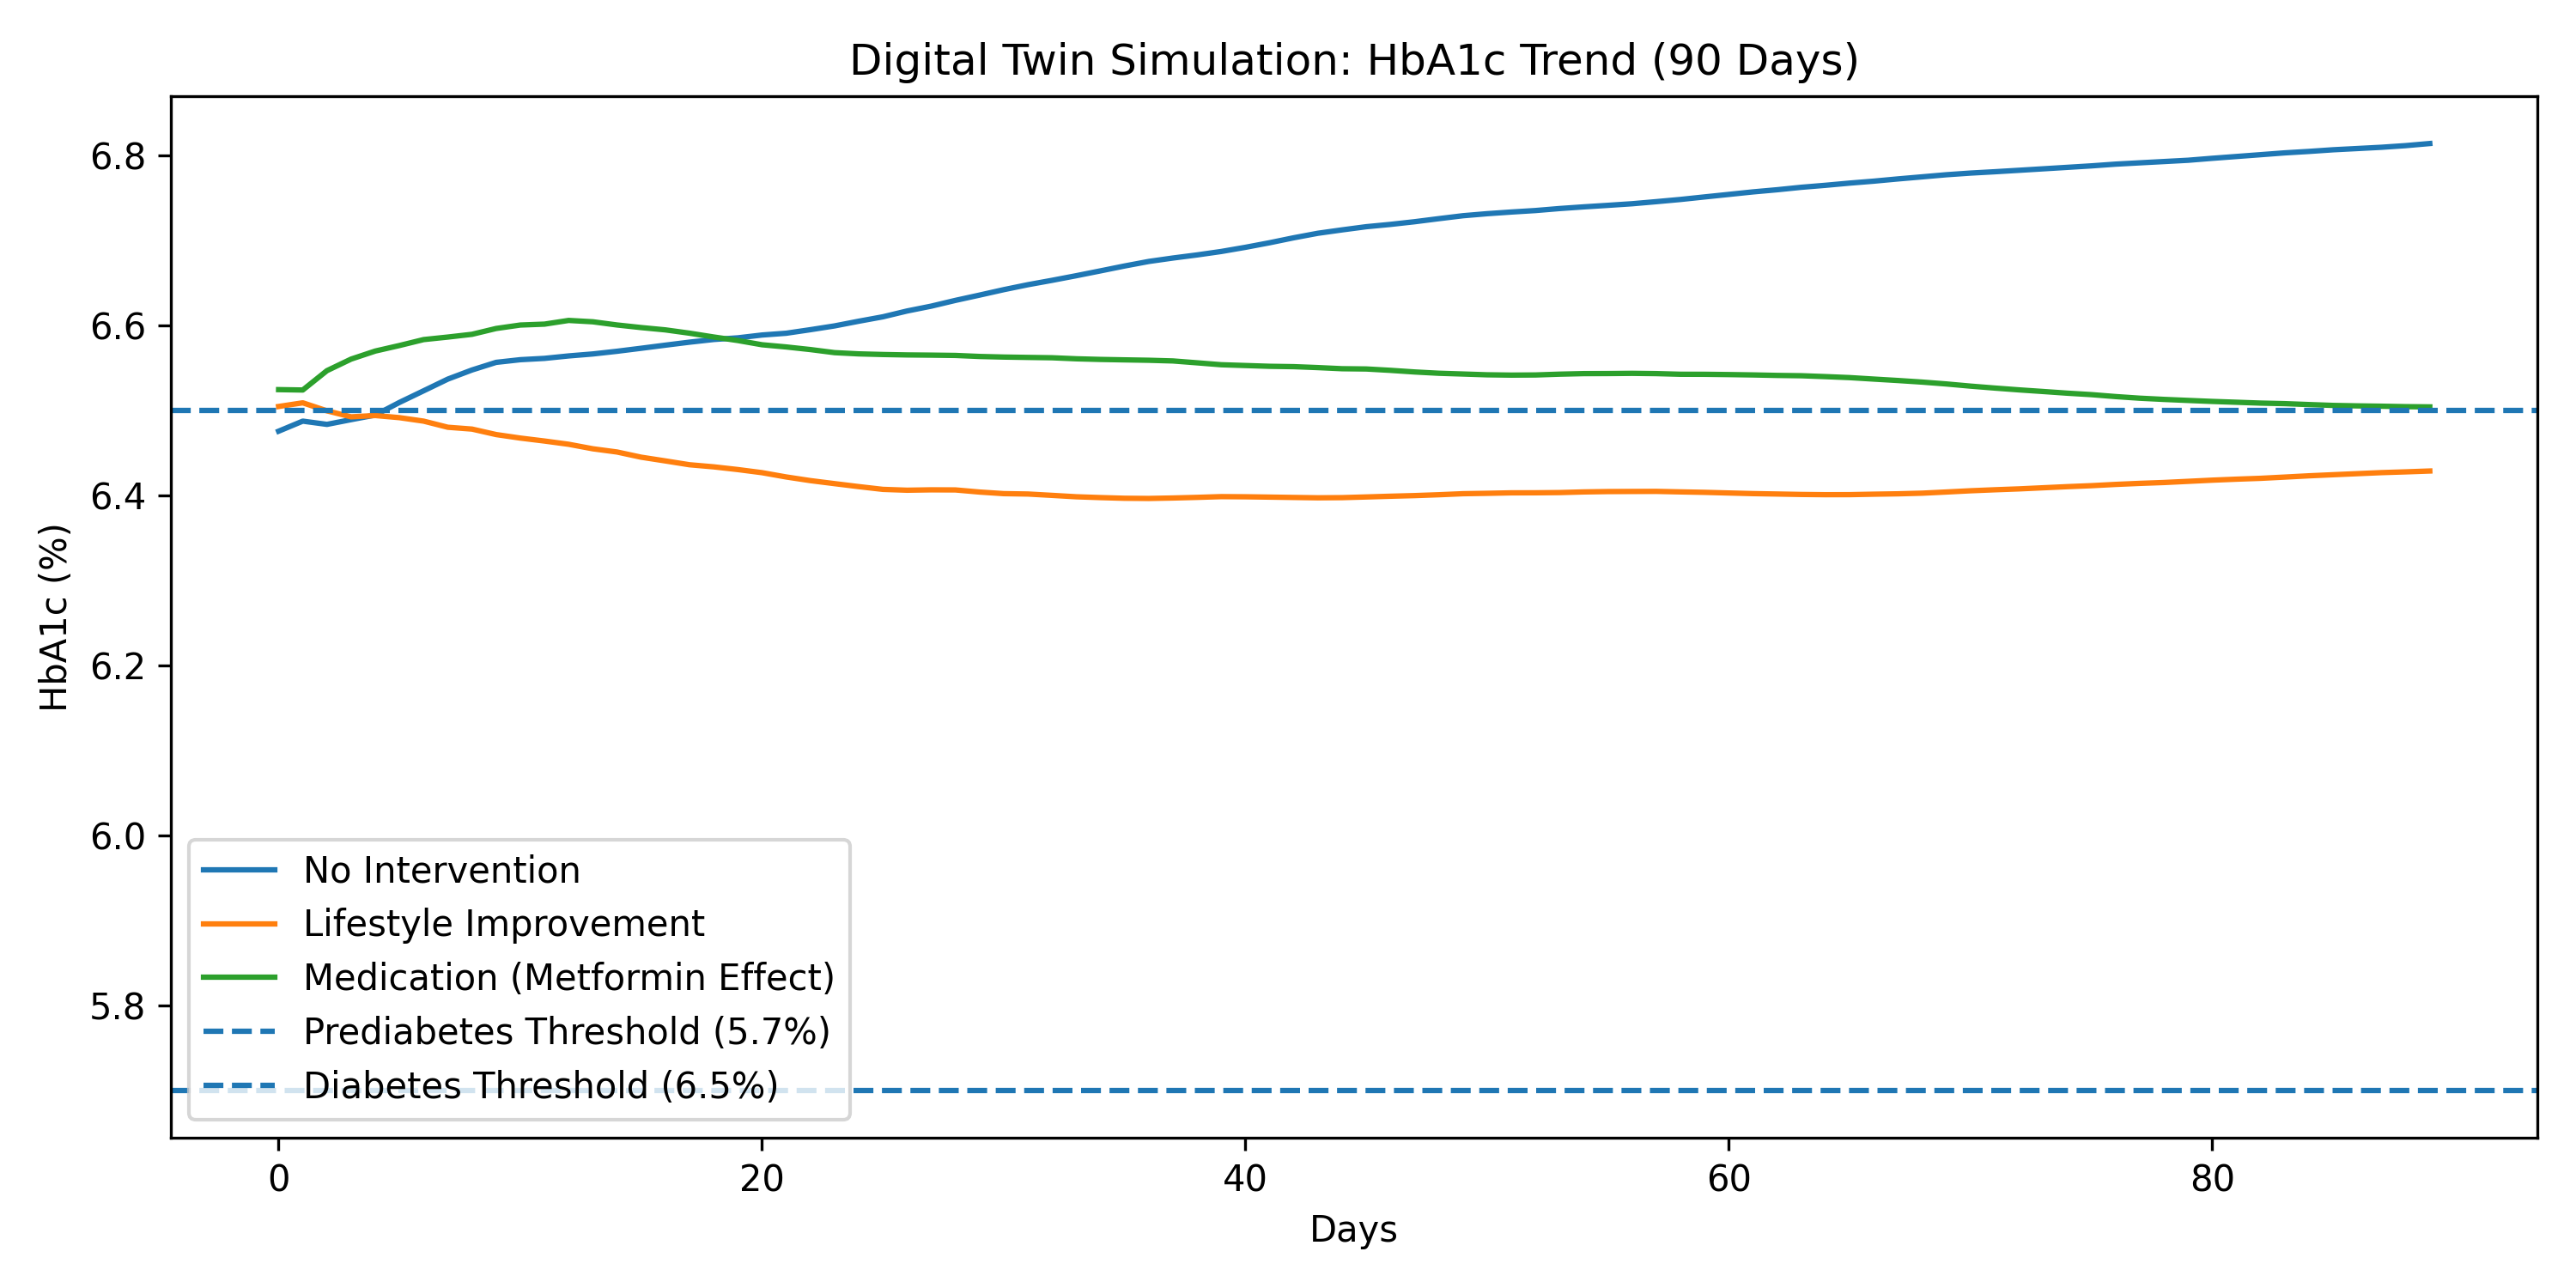 Digital Twin Simulation: HbA1c Trend (90 Days)
HbA1c (%)
6.8
6.6
6.4
6.2
6.0
5.8
No Intervention
Lifestyle Improvement
Medication (Metformin Effect)
Prediabetes Threshold (5.7%)
Diabetes Threshold (6.5%)
0 20 40 60 80
Days